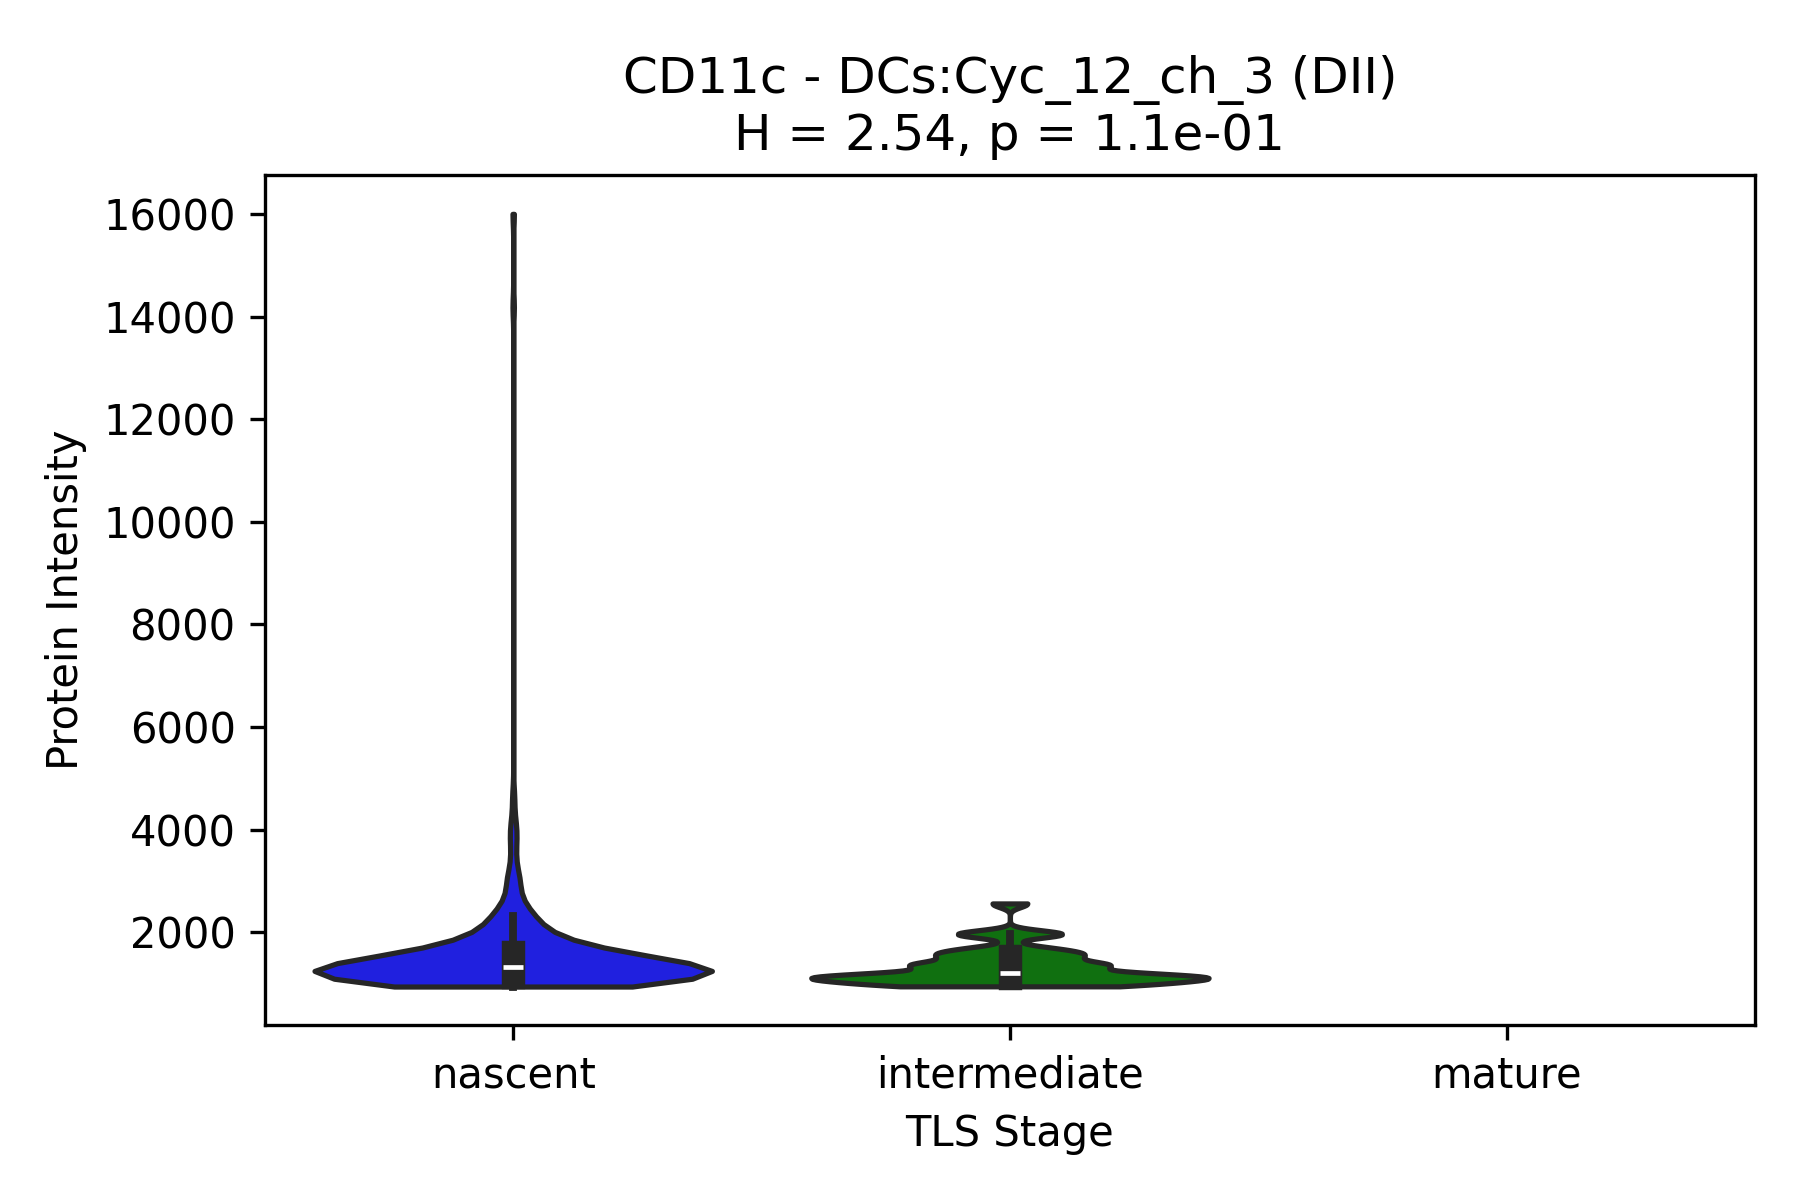 CD11c - DCs:Cyc_12_ch_3 (DII)
H = 2.54, p = 1.1e-01
Protein Intensity
16000
14000
12000
10000
8000
6000
4000
2000
nascent intermediate mature
TLS Stage